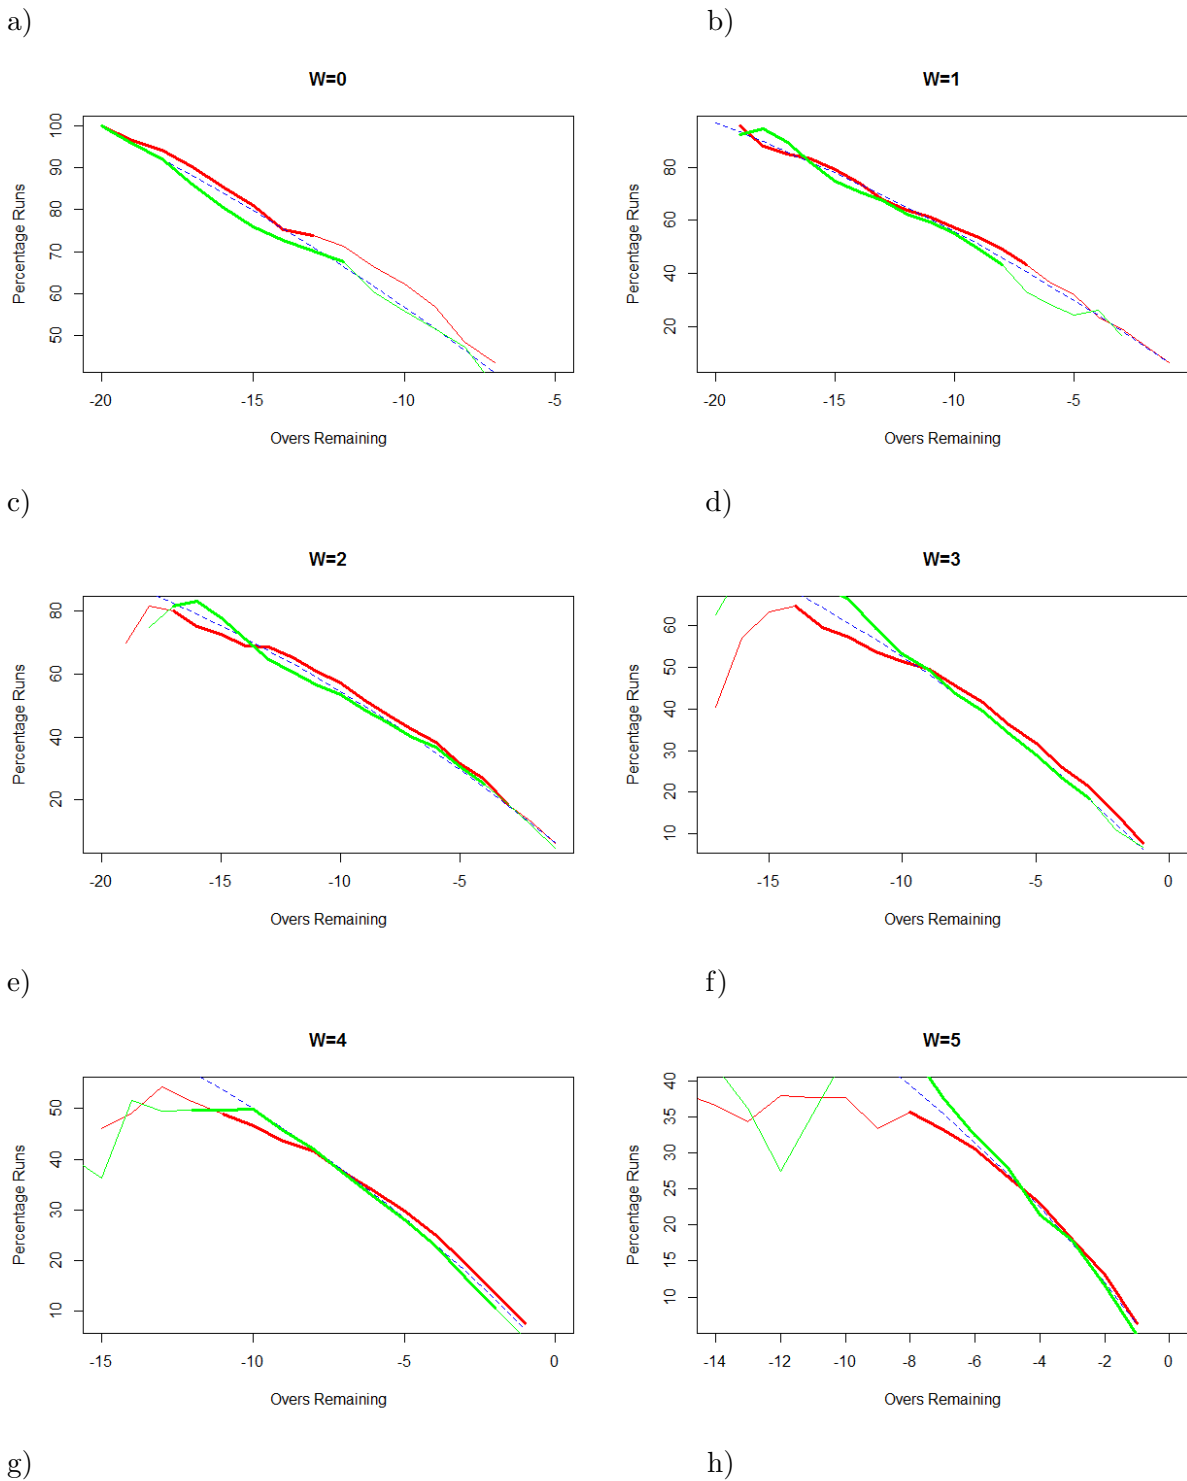 a)
b)
W=0
Percentage Runs
100
90
80
70
60
50
-20 -15 -10 -5
Overs Remaining
W=1
Percentage Runs
80
60
40
20
-20 -15 -10 -5
Overs Remaining
c)
d)
W=2
Percentage Runs
80
60
40
20
-20 -15 -10 -5
Overs Remaining
W=3
Percentage Runs
60
50
40
30
20
10
-15 -10 -5 0
Overs Remaining
e)
f)
W=4
Percentage Runs
50
40
30
20
10
-15 -10 -5 0
Overs Remaining
W=5
Percentage Runs
40
35
30
25
20
15
10
-14 -12 -10 -8 -6 -4 -2 0
Overs Remaining
g)
h)